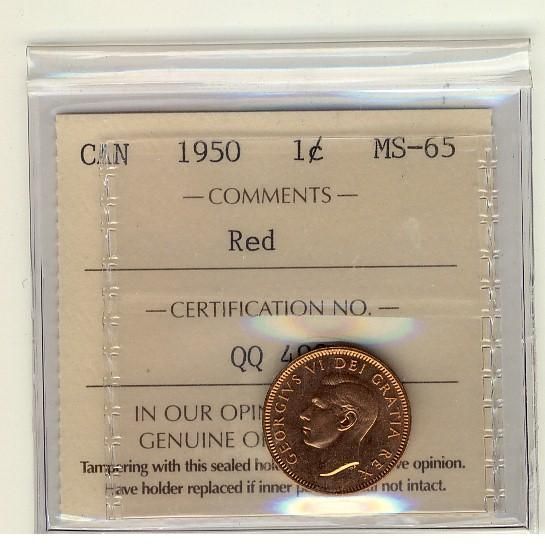 CAN 1950 1¢ MS-65
— COMMENTS —
Red
— CERTIFICATION NO. —
QQ
IN OUR
GENUINE
Tampering with this sealed opinion.
Have holder replaced if inner not intact.
GEORGIVS VI DEI GRATIA REX